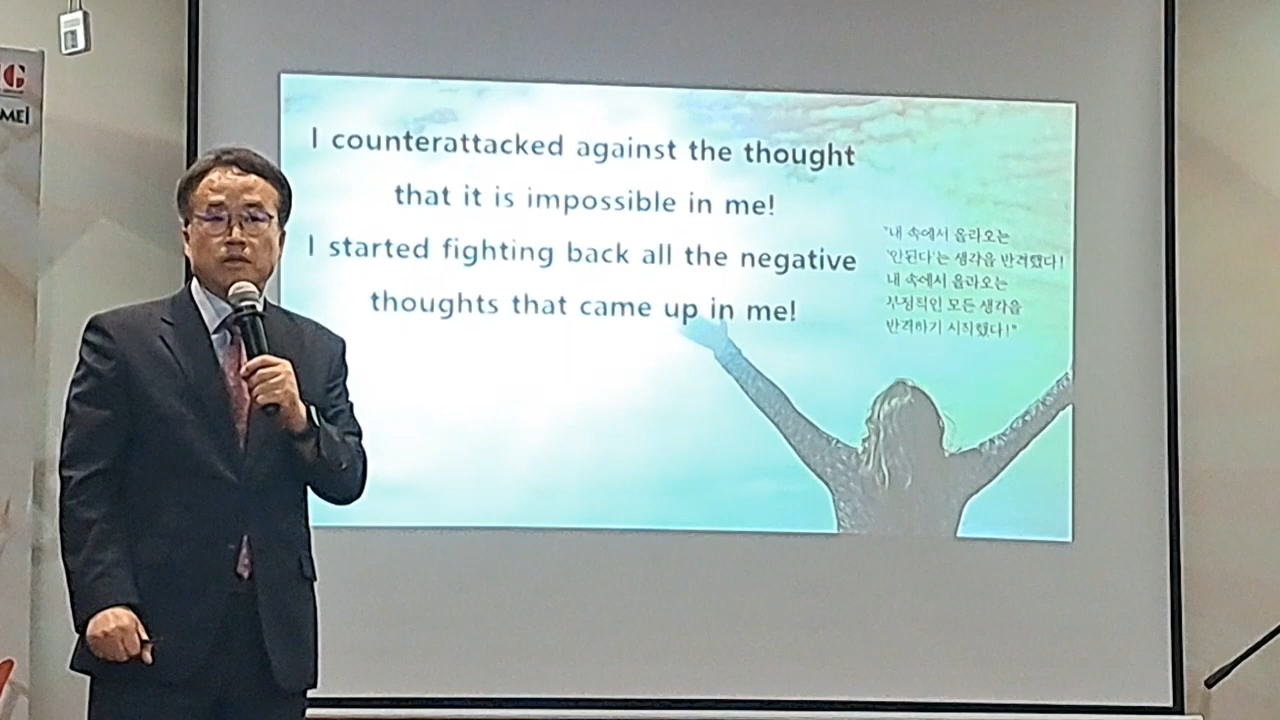 G
MEI
I counterattacked against the thought
that it is impossible in me!
I started fighting back all the negative
thoughts that came up in me!
"내 속에서 올라오는
'안된다'는 생각을 반격했다!
내 속에서 올라오는
부정적인 모든 생각을
반격하기 시작했다!"